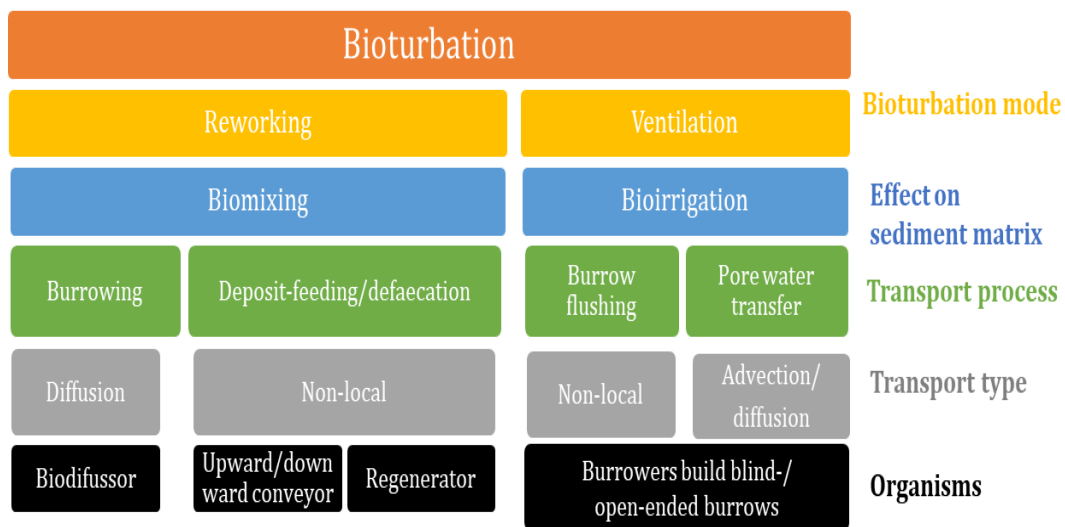 Bioturbation
Reworking
Ventilation
Bioturbation mode
Biomixing
Bioirrigation
Effect on
sediment matrix
Burrowing
Deposit-feeding/defaecation
Burrow
flushing
Pore water
transfer
Transport process
Diffusion
Non-local
Non-local
Advection/
diffusion
Transport type
Biodifussor
Upward/down
ward conveyor
Regenerator
Burrowers build blind-/
open-ended burrows
Organisms